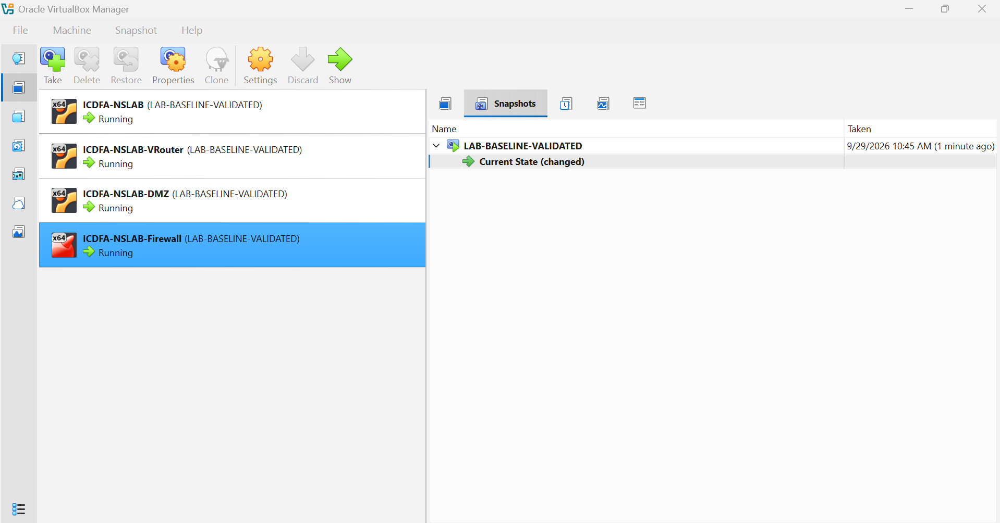 Oracle VirtualBox Manager
File Machine Snapshot Help
Take Delete Restore Properties Clone Settings Discard Show
x64 ICDFA-NSLAB (LAB-BASELINE-VALIDATED)
Running
x64 ICDFA-NSLAB-VRouter (LAB-BASELINE-VALIDATED)
Running
x64 ICDFA-NSLAB-DMZ (LAB-BASELINE-VALIDATED)
Running
x64 ICDFA-NSLAB-Firewall (LAB-BASELINE-VALIDATED)
Running
Snapshots
Name Taken
LAB-BASELINE-VALIDATED 9/29/2026 10:45 AM (1 minute ago)
Current State (changed)